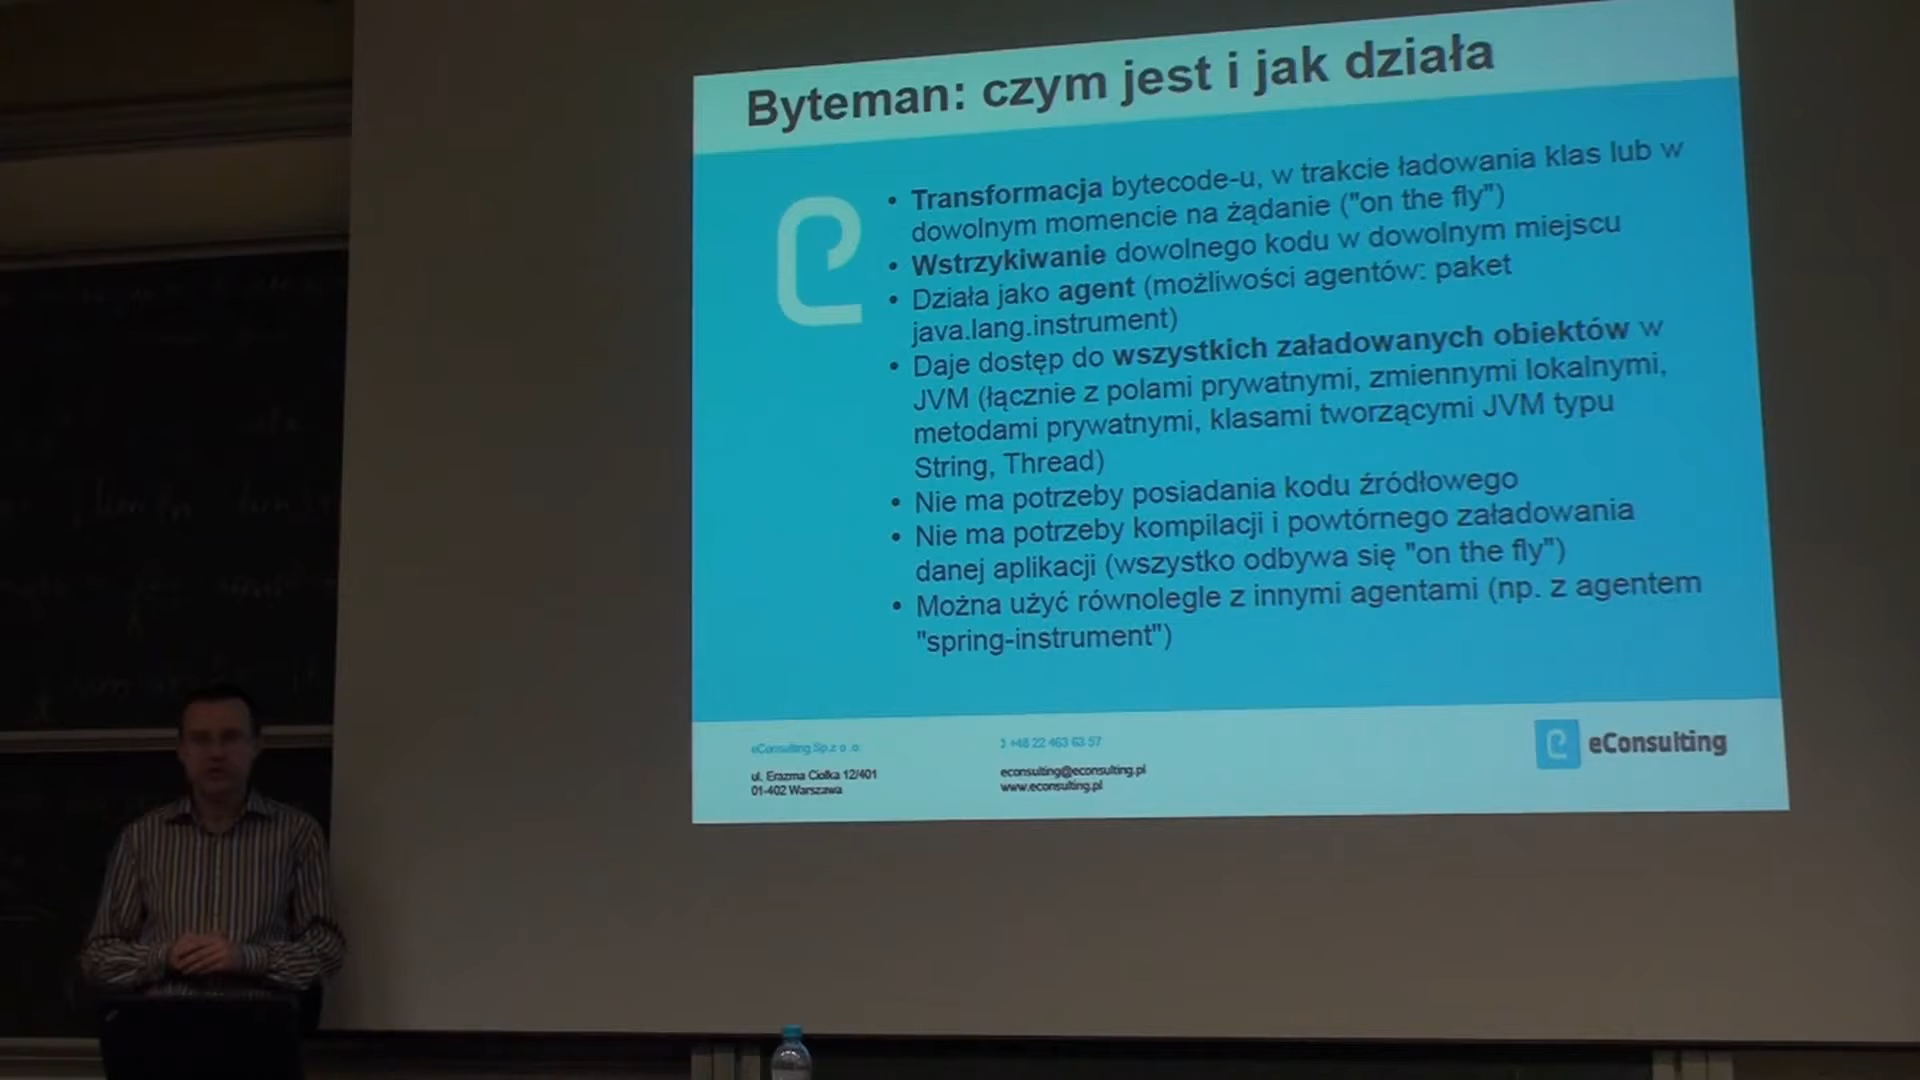 Byteman: czym jest i jak działa
• Transformacja bytecode-u, w trakcie ładowania klas lub w
dowolnym momencie na żądanie ("on the fly")
• Wstrzykiwanie dowolnego kodu w dowolnym miejscu
• Działa jako agent (możliwości agentów: paket
java.lang.instrument)
• Daje dostęp do wszystkich załadowanych obiektów w
JVM (łącznie z polami prywatnymi, zmiennymi lokalnymi,
metodami prywatnymi, klasami tworzącymi JVM typu
String, Thread)
• Nie ma potrzeby posiadania kodu źródłowego
• Nie ma potrzeby kompilacji i powtórnego załadowania
danej aplikacji (wszystko odbywa się "on the fly")
• Można użyć równolegle z innymi agentami (np. z agentem
"spring-instrument")
eConsulting Sp.z o.o.
ul. Erazma Ciołka 12/401
01-402 Warszawa
+48 22 463 63 57
econsulting@econsulting.pl
www.econsulting.pl
eConsulting